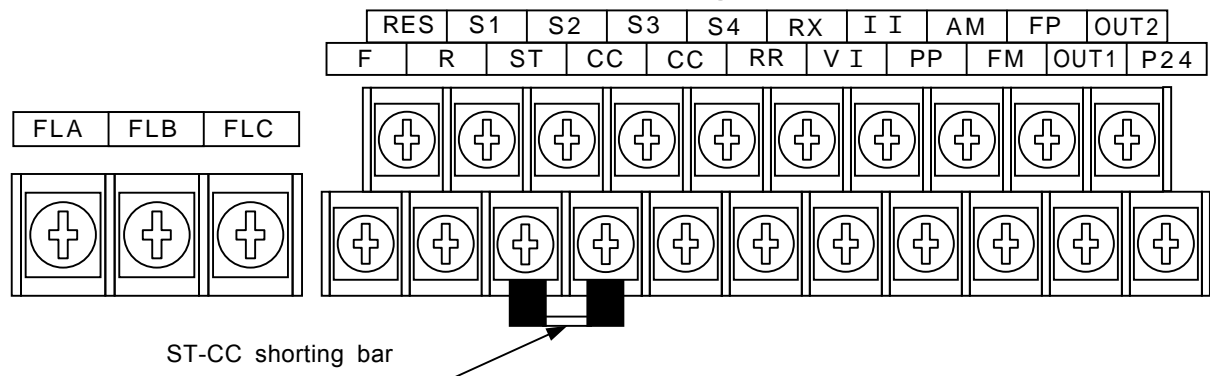 RES S1 S2 S3 S4 RX II AM FP OUT2
F R ST CC CC RR VI PP FM OUT1 P24
FLA FLB FLC
ST-CC shorting bar